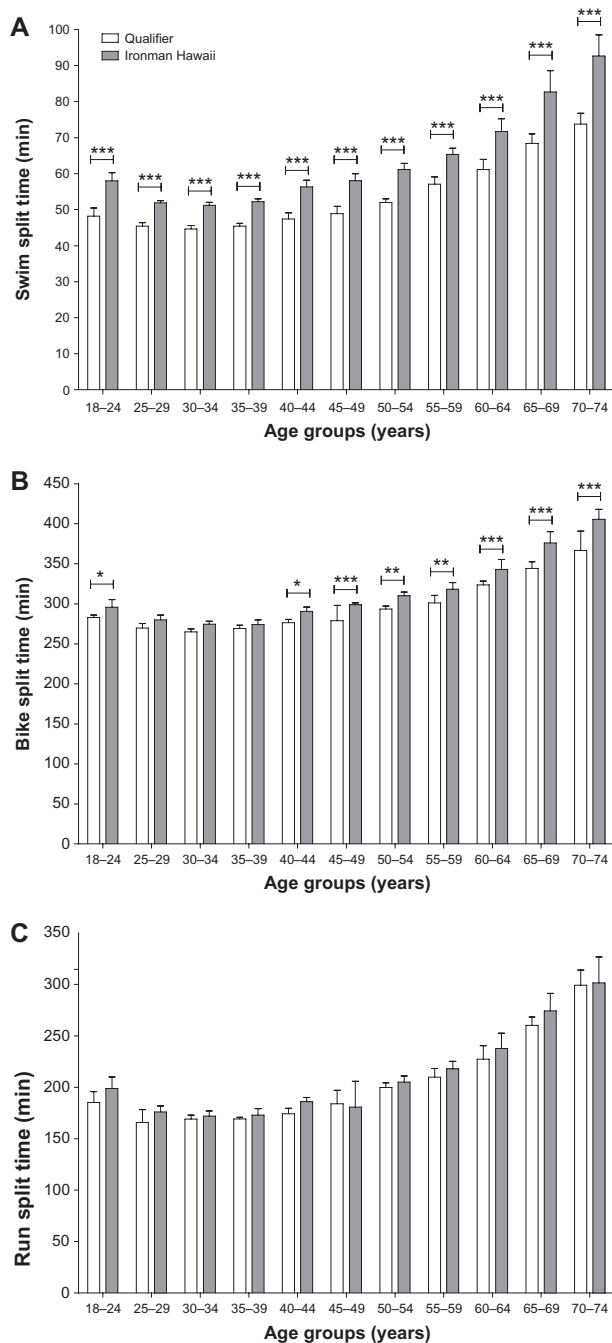 A
Qualifier
Ironman Hawaii
Swim split time (min)
100
90
80
70
60
50
40
30
20
10
0
*** *** *** *** *** *** *** *** *** *** ***
18–24 25–29 30–34 35–39 40–44 45–49 50–54 55–59 60–64 65–69 70–74
Age groups (years)
B
Bike split time (min)
450
400
350
300
250
200
150
100
50
0
* * *** ** ** *** *** ***
18–24 25–29 30–34 35–39 40–44 45–49 50–54 55–59 60–64 65–69 70–74
Age groups (years)
C
Run split time (min)
350
300
250
200
150
100
50
0
18–24 25–29 30–34 35–39 40–44 45–49 50–54 55–59 60–64 65–69 70–74
Age groups (years)